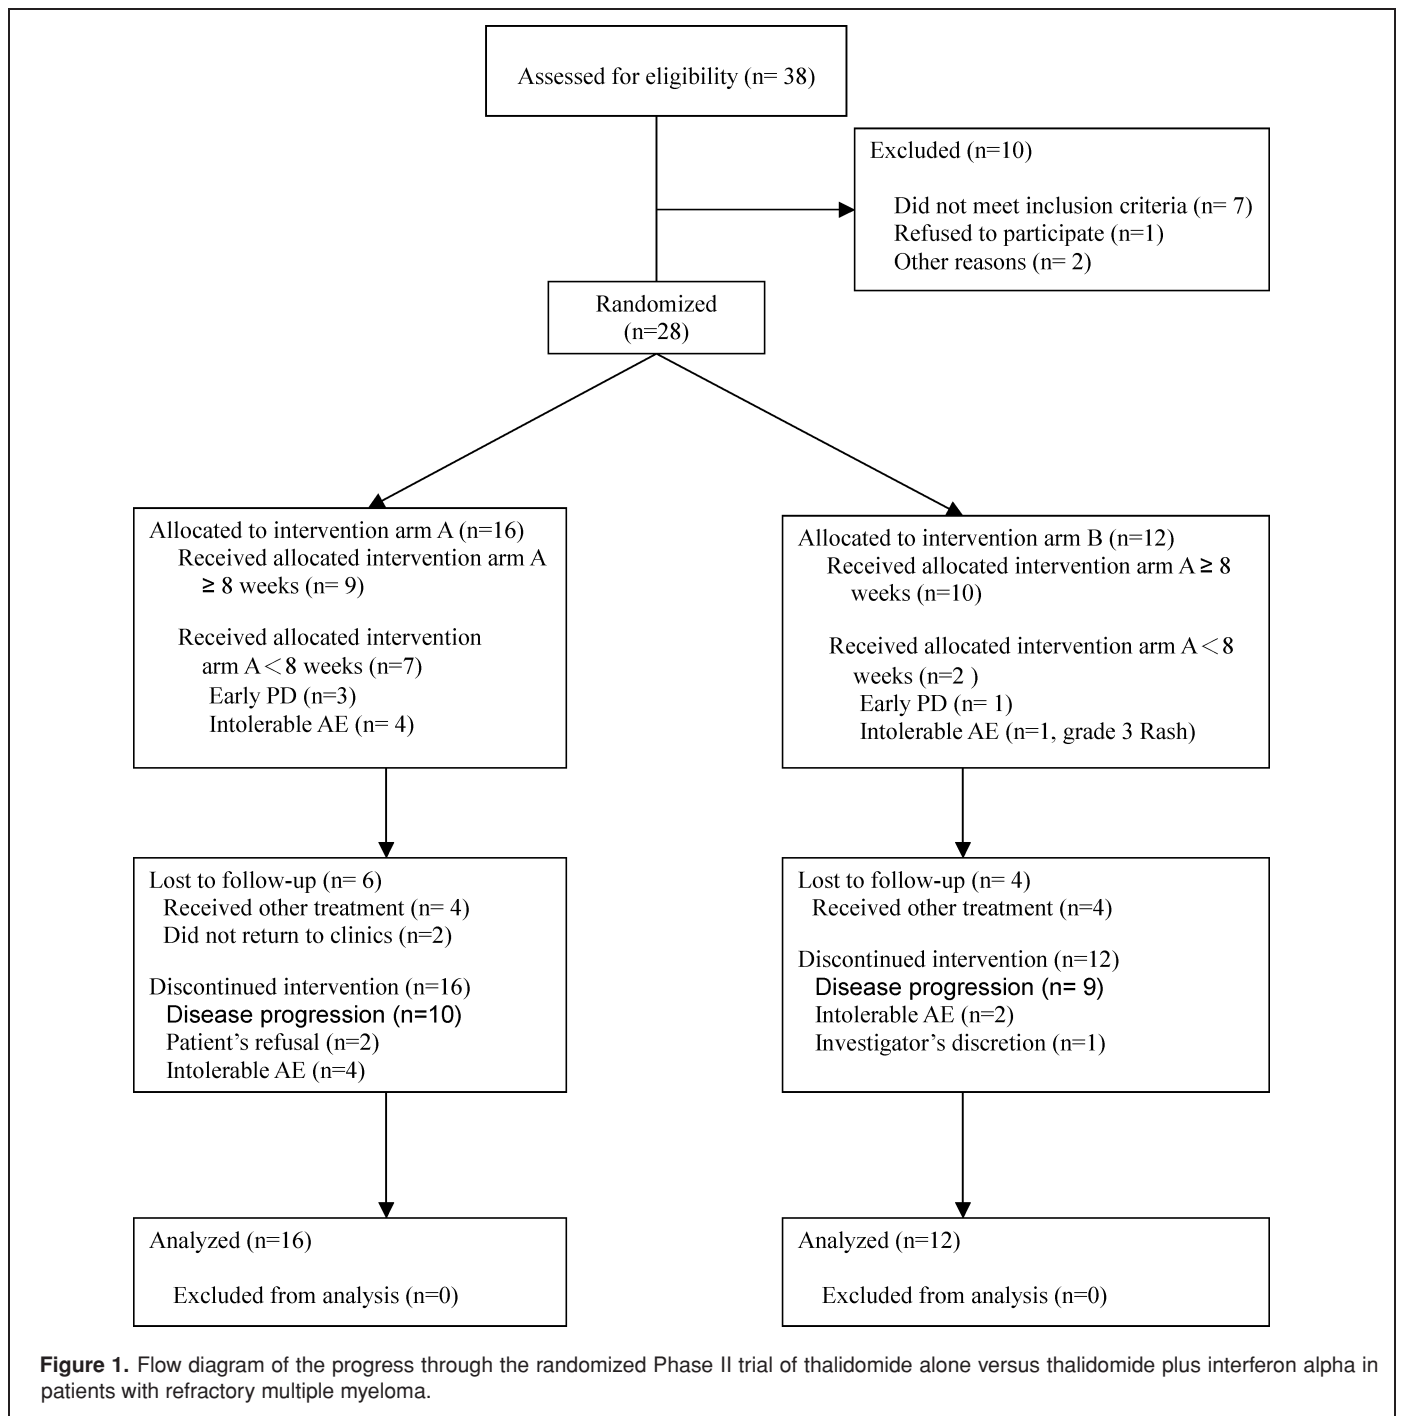 Assessed for eligibility (n= 38)
Excluded (n=10)
Did not meet inclusion criteria (n= 7)
Refused to participate (n=1)
Other reasons (n= 2)
Randomized
(n=28)
Allocated to intervention arm A (n=16)
Received allocated intervention arm A
≥ 8 weeks (n= 9)
Received allocated intervention
arm A < 8 weeks (n=7)
Early PD (n=3)
Intolerable AE (n= 4)
Allocated to intervention arm B (n=12)
Received allocated intervention arm A ≥ 8
weeks (n=10)
Received allocated intervention arm A < 8
weeks (n=2 )
Early PD (n= 1)
Intolerable AE (n=1, grade 3 Rash)
Lost to follow-up (n= 6)
Received other treatment (n= 4)
Did not return to clinics (n=2)
Discontinued intervention (n=16)
Disease progression (n=10)
Patient’s refusal (n=2)
Intolerable AE (n=4)
Lost to follow-up (n= 4)
Received other treatment (n=4)
Discontinued intervention (n=12)
Disease progression (n= 9)
Intolerable AE (n=2)
Investigator’s discretion (n=1)
Analyzed (n=16)
Excluded from analysis (n=0)
Analyzed (n=12)
Excluded from analysis (n=0)
Figure 1. Flow diagram of the progress through the randomized Phase II trial of thalidomide alone versus thalidomide plus interferon alpha in
patients with refractory multiple myeloma.